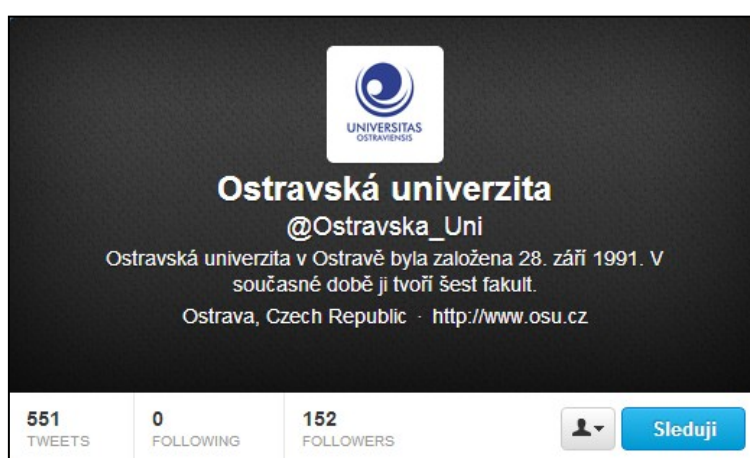 UNIVERSITAS
OSTRAVIENSIS
Ostravská univerzita
@Ostravska_Uni
Ostravská univerzita v Ostravě byla založena 28. září 1991. V
současné době ji tvoří šest fakult.
Ostrava, Czech Republic · http://www.osu.cz
551 0 152
TWEETS FOLLOWING FOLLOWERS
Sleduji